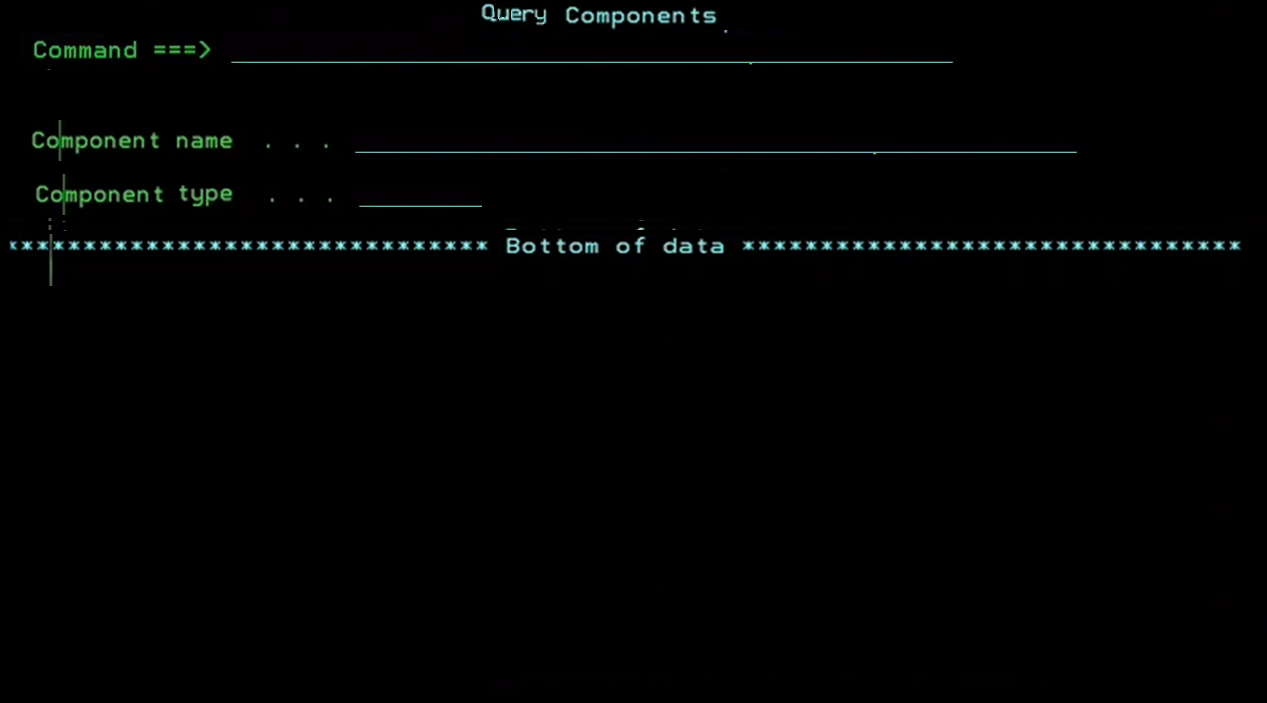 Query Components
Command ===>
Component name . . .
Component type . . .
******************************* Bottom of data ********************************